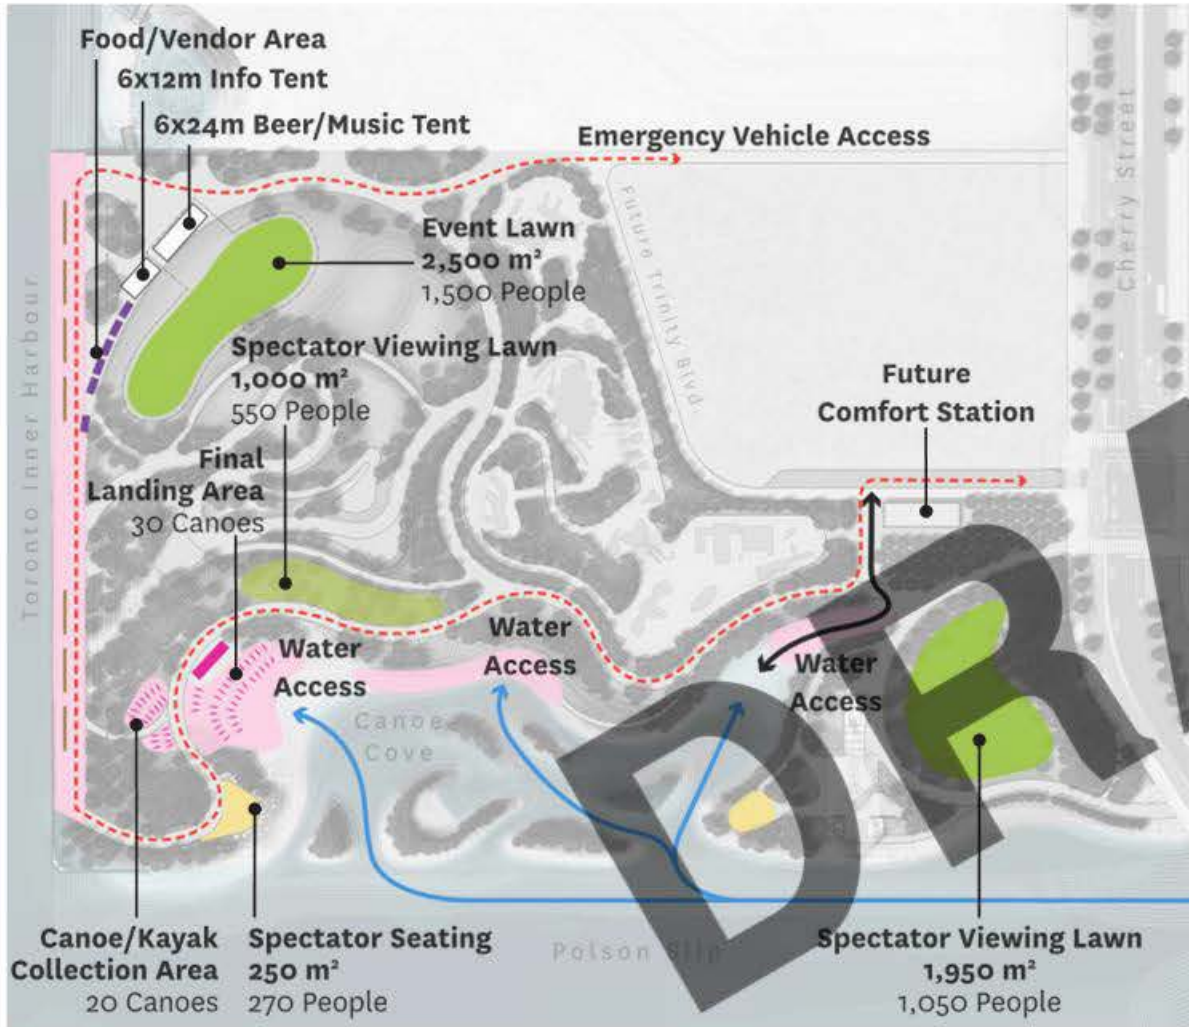 Food/Vendor Area
6x12m Info Tent
6x24m Beer/Music Tent
Emergency Vehicle Access
Cherry Street
Future Trinity Blvd.
Event Lawn
2,500 m²
1,500 People
Toronto Inner Harbour
Spectator Viewing Lawn
1,000 m²
550 People
Future
Comfort Station
Final
Landing Area
30 Canoes
Water
Access
Water
Access
Water
Access
Canoe
Cove
Canoe/Kayak
Collection Area
20 Canoes
Spectator Seating
250 m²
270 People
Polson Slip
Spectator Viewing Lawn
1,950 m²
1,050 People